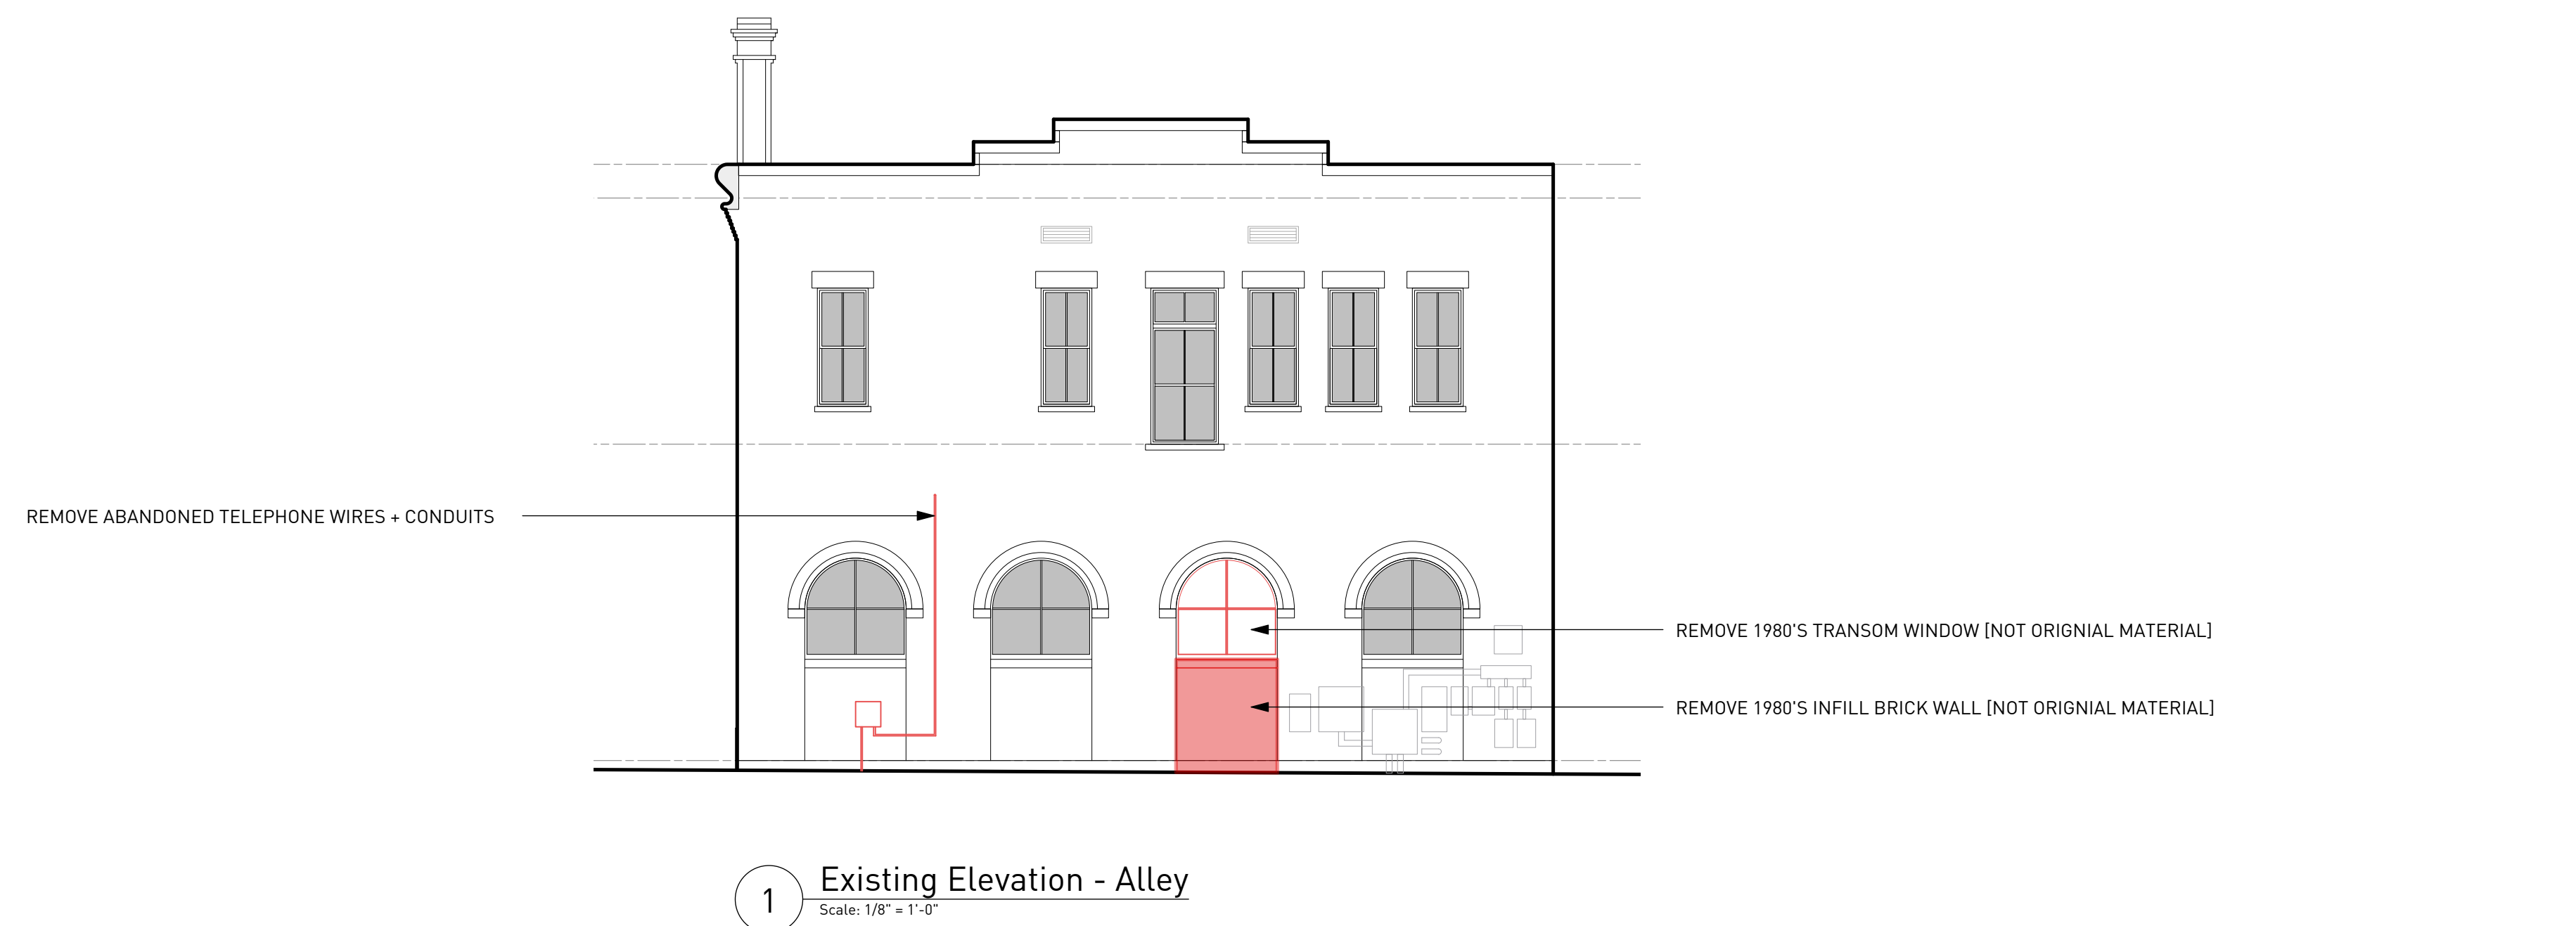 REMOVE ABANDONED TELEPHONE WIRES + CONDUITS
REMOVE 1980'S TRANSOM WINDOW [NOT ORIGNIAL MATERIAL]
REMOVE 1980'S INFILL BRICK WALL [NOT ORIGNIAL MATERIAL]
1
Existing Elevation - Alley
Scale: 1/8" = 1'-0"